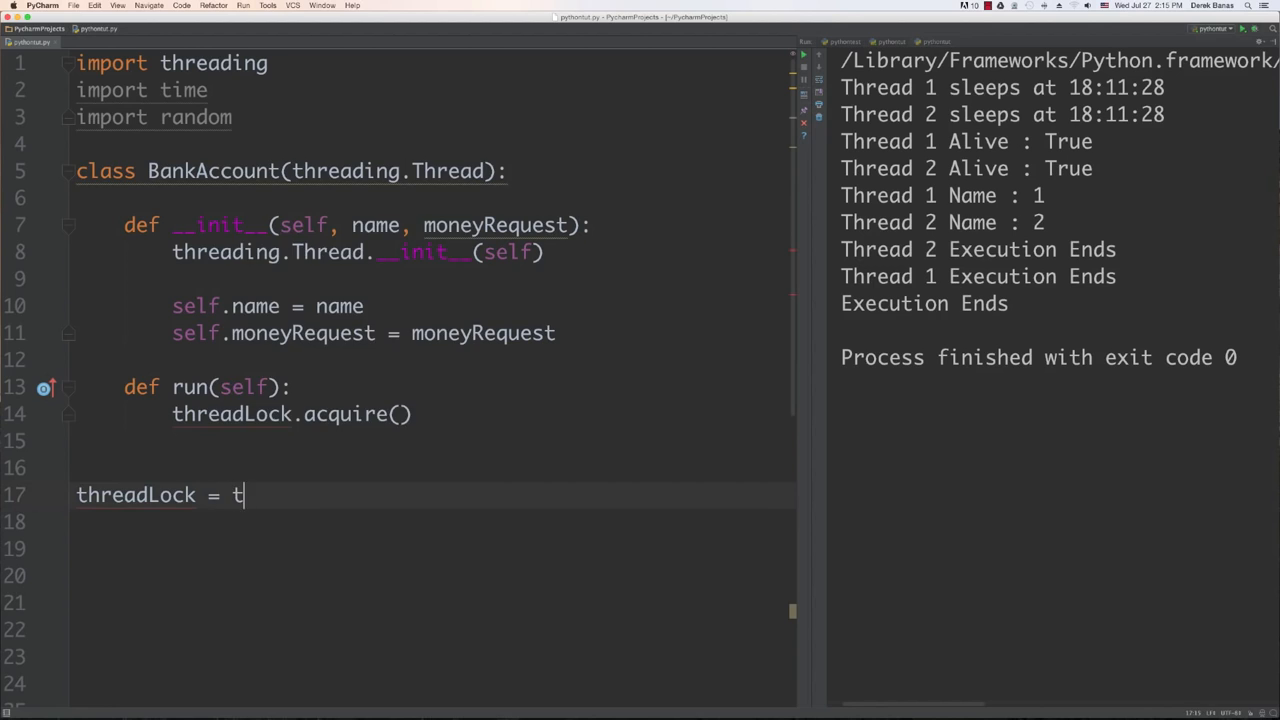 PyCharm File Edit View Navigate Code Refactor Run Tools VCS Window Help 10 Wed Jul 27 2:15 PM Derek Banas
pythontut.py - PycharmProjects - [~/PycharmProjects]
PycharmProjects pythontut.py pythontut
pythontut.py
Run: pythontest pythontut pythontut
1 import threading
2 import time
3 import random
4
5 class BankAccount(threading.Thread):
6
7 def __init__(self, name, moneyRequest):
8 threading.Thread.__init__(self)
9
10 self.name = name
11 self.moneyRequest = moneyRequest
12
13 def run(self):
14 threadLock.acquire()
15
16
17 threadLock = t
18
19
20
21
22
23
24
/Library/Frameworks/Python.framework/
Thread 1 sleeps at 18:11:28
Thread 2 sleeps at 18:11:28
Thread 1 Alive : True
Thread 2 Alive : True
Thread 1 Name : 1
Thread 2 Name : 2
Thread 2 Execution Ends
Thread 1 Execution Ends
Execution Ends
Process finished with exit code 0
17:15 LF÷ UTF-8÷